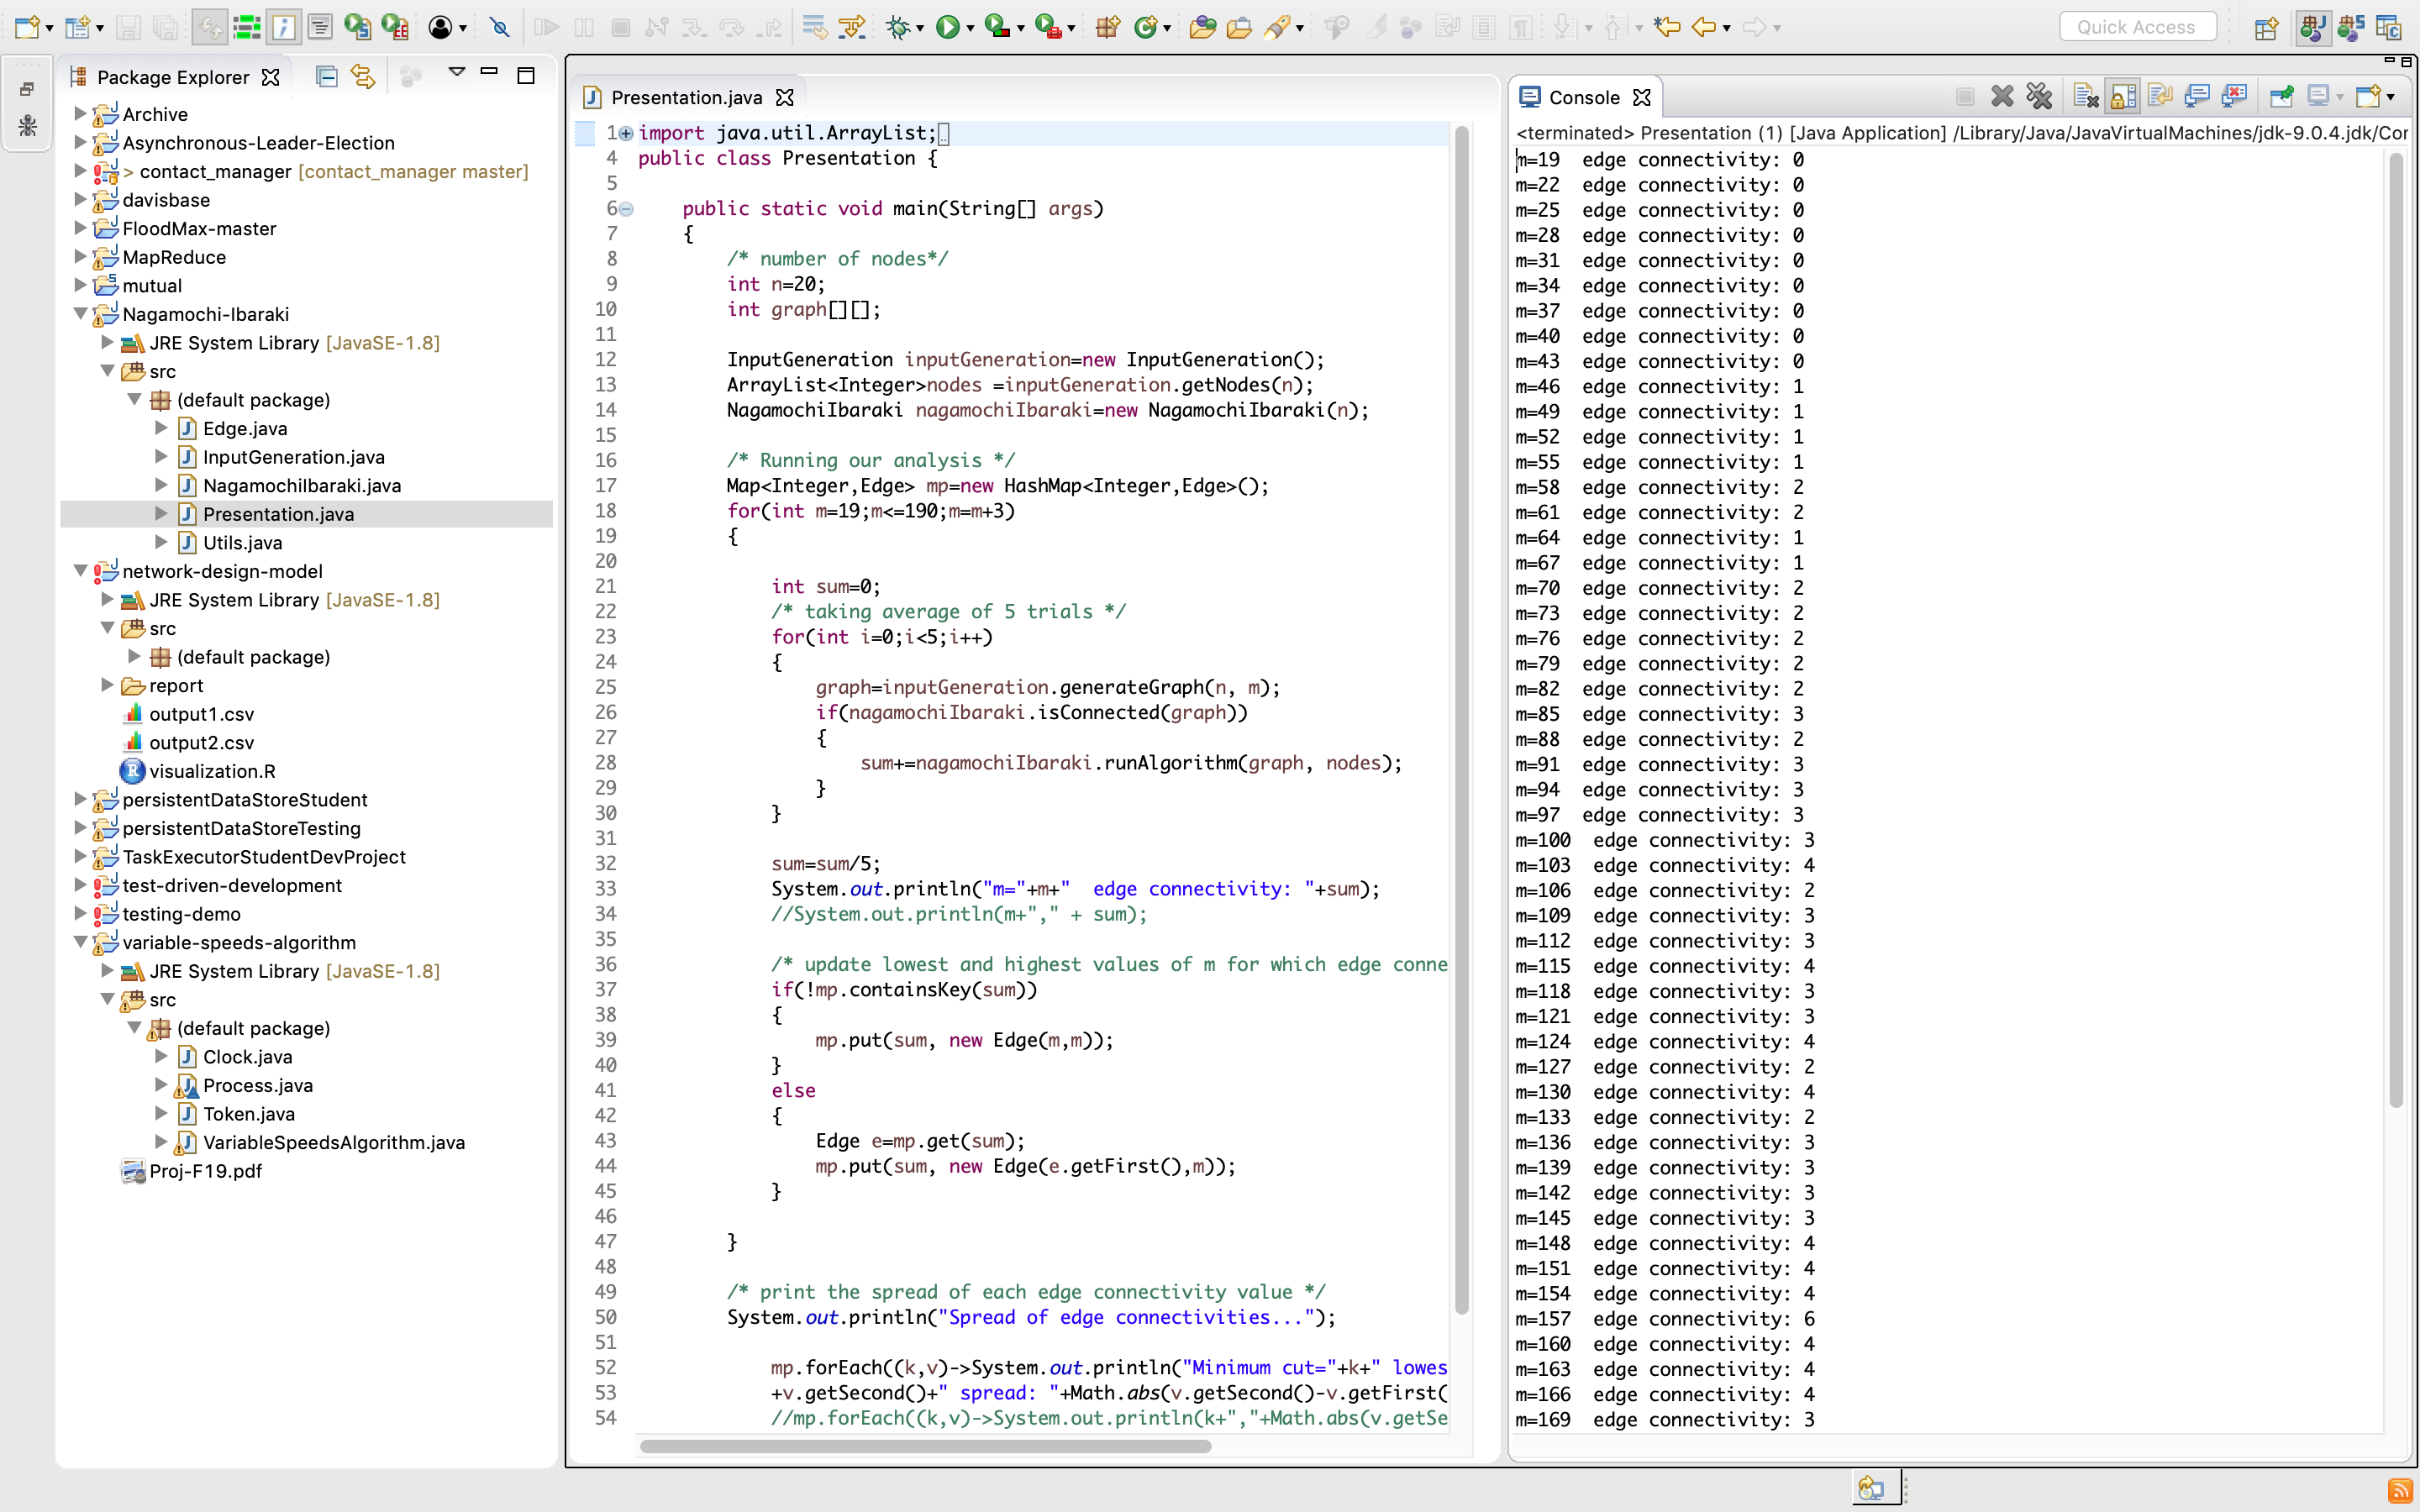 Quick Access
Package Explorer
Archive
Asynchronous-Leader-Election
> contact_manager [contact_manager master]
davisbase
FloodMax-master
MapReduce
mutual
Nagamochi-Ibaraki
JRE System Library [JavaSE-1.8]
src
(default package)
Edge.java
InputGeneration.java
NagamochiIbaraki.java
Presentation.java
Utils.java
network-design-model
JRE System Library [JavaSE-1.8]
src
(default package)
report
output1.csv
output2.csv
visualization.R
persistentDataStoreStudent
persistentDataStoreTesting
TaskExecutorStudentDevProject
test-driven-development
testing-demo
variable-speeds-algorithm
JRE System Library [JavaSE-1.8]
src
(default package)
Clock.java
Process.java
Token.java
VariableSpeedsAlgorithm.java
Proj-F19.pdf
Presentation.java
1 import java.util.ArrayList;
4 public class Presentation {
5
6 public static void main(String[] args)
7 {
8 /* number of nodes*/
9 int n=20;
10 int graph[][];
11
12 InputGeneration inputGeneration=new InputGeneration();
13 ArrayList<Integer>nodes =inputGeneration.getNodes(n);
14 NagamochiIbaraki nagamochiIbaraki=new NagamochiIbaraki(n);
15
16 /* Running our analysis */
17 Map<Integer,Edge> mp=new HashMap<Integer,Edge>();
18 for(int m=19;m<=190;m=m+3)
19 {
20
21 int sum=0;
22 /* taking average of 5 trials */
23 for(int i=0;i<5;i++)
24 {
25 graph=inputGeneration.generateGraph(n, m);
26 if(nagamochiIbaraki.isConnected(graph))
27 {
28 sum+=nagamochiIbaraki.runAlgorithm(graph, nodes);
29 }
30 }
31
32 sum=sum/5;
33 System.out.println("m="+m+"  edge connectivity: "+sum);
34 //System.out.println(m+"," + sum);
35
36 /* update lowest and highest values of m for which edge conne
37 if(!mp.containsKey(sum))
38 {
39 mp.put(sum, new Edge(m,m));
40 }
41 else
42 {
43 Edge e=mp.get(sum);
44 mp.put(sum, new Edge(e.getFirst(),m));
45 }
46
47 }
48
49 /* print the spread of each edge connectivity value */
50 System.out.println("Spread of edge connectivities...");
51
52 mp.forEach((k,v)->System.out.println("Minimum cut="+k+" lowes
53 +v.getSecond()+" spread: "+Math.abs(v.getSecond()-v.getFirst(
54 //mp.forEach((k,v)->System.out.println(k+","+Math.abs(v.getSe
Console
<terminated> Presentation (1) [Java Application] /Library/Java/JavaVirtualMachines/jdk-9.0.4.jdk/Cor
m=19  edge connectivity: 0
m=22  edge connectivity: 0
m=25  edge connectivity: 0
m=28  edge connectivity: 0
m=31  edge connectivity: 0
m=34  edge connectivity: 0
m=37  edge connectivity: 0
m=40  edge connectivity: 0
m=43  edge connectivity: 0
m=46  edge connectivity: 1
m=49  edge connectivity: 1
m=52  edge connectivity: 1
m=55  edge connectivity: 1
m=58  edge connectivity: 2
m=61  edge connectivity: 2
m=64  edge connectivity: 1
m=67  edge connectivity: 1
m=70  edge connectivity: 2
m=73  edge connectivity: 2
m=76  edge connectivity: 2
m=79  edge connectivity: 2
m=82  edge connectivity: 2
m=85  edge connectivity: 3
m=88  edge connectivity: 2
m=91  edge connectivity: 3
m=94  edge connectivity: 3
m=97  edge connectivity: 3
m=100  edge connectivity: 3
m=103  edge connectivity: 4
m=106  edge connectivity: 2
m=109  edge connectivity: 3
m=112  edge connectivity: 3
m=115  edge connectivity: 4
m=118  edge connectivity: 3
m=121  edge connectivity: 3
m=124  edge connectivity: 4
m=127  edge connectivity: 2
m=130  edge connectivity: 4
m=133  edge connectivity: 2
m=136  edge connectivity: 3
m=139  edge connectivity: 3
m=142  edge connectivity: 3
m=145  edge connectivity: 3
m=148  edge connectivity: 4
m=151  edge connectivity: 4
m=154  edge connectivity: 4
m=157  edge connectivity: 6
m=160  edge connectivity: 4
m=163  edge connectivity: 4
m=166  edge connectivity: 4
m=169  edge connectivity: 3